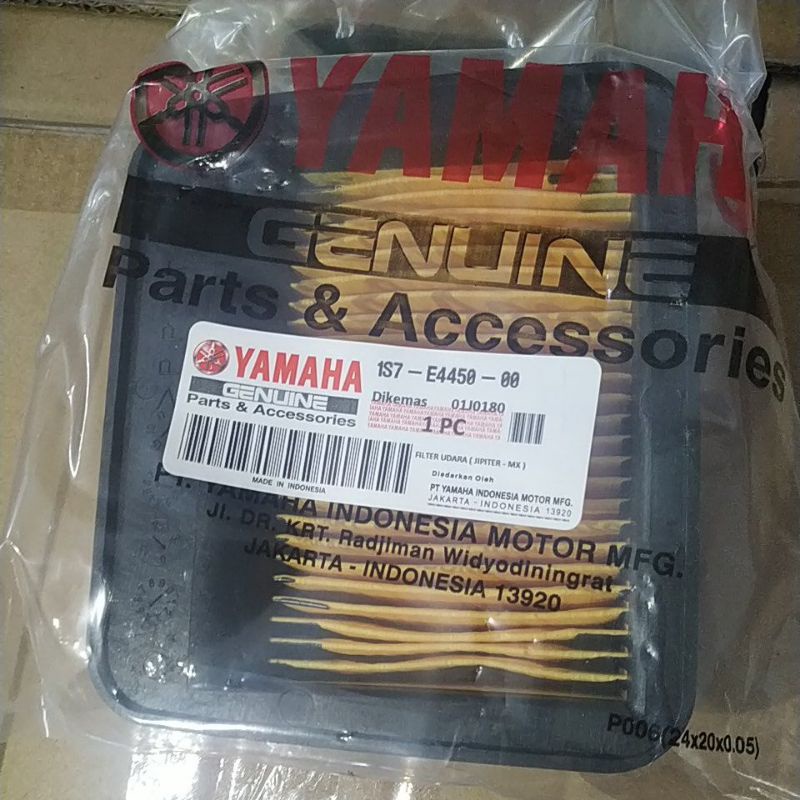 YAMAH
GENUINE
Parts & Accessories
YAMAHA
1S7-E4450-00
GENUINE
Parts & Accessories
Dikemas 01J0180
1 PC
FILTER UDARA ( JIPITER - MX )
Diedarkan Oleh
MADE IN INDONESIA
PT YAMAHA INDONESIA MOTOR MFG.
JAKARTA - INDONESIA 13920
PT. YAMAHA INDONESIA MOTOR MFG.
Jl. DR. KRT. Radjiman Widyodiningrat
JAKARTA - INDONESIA 13920
P006(24x20x0.05)